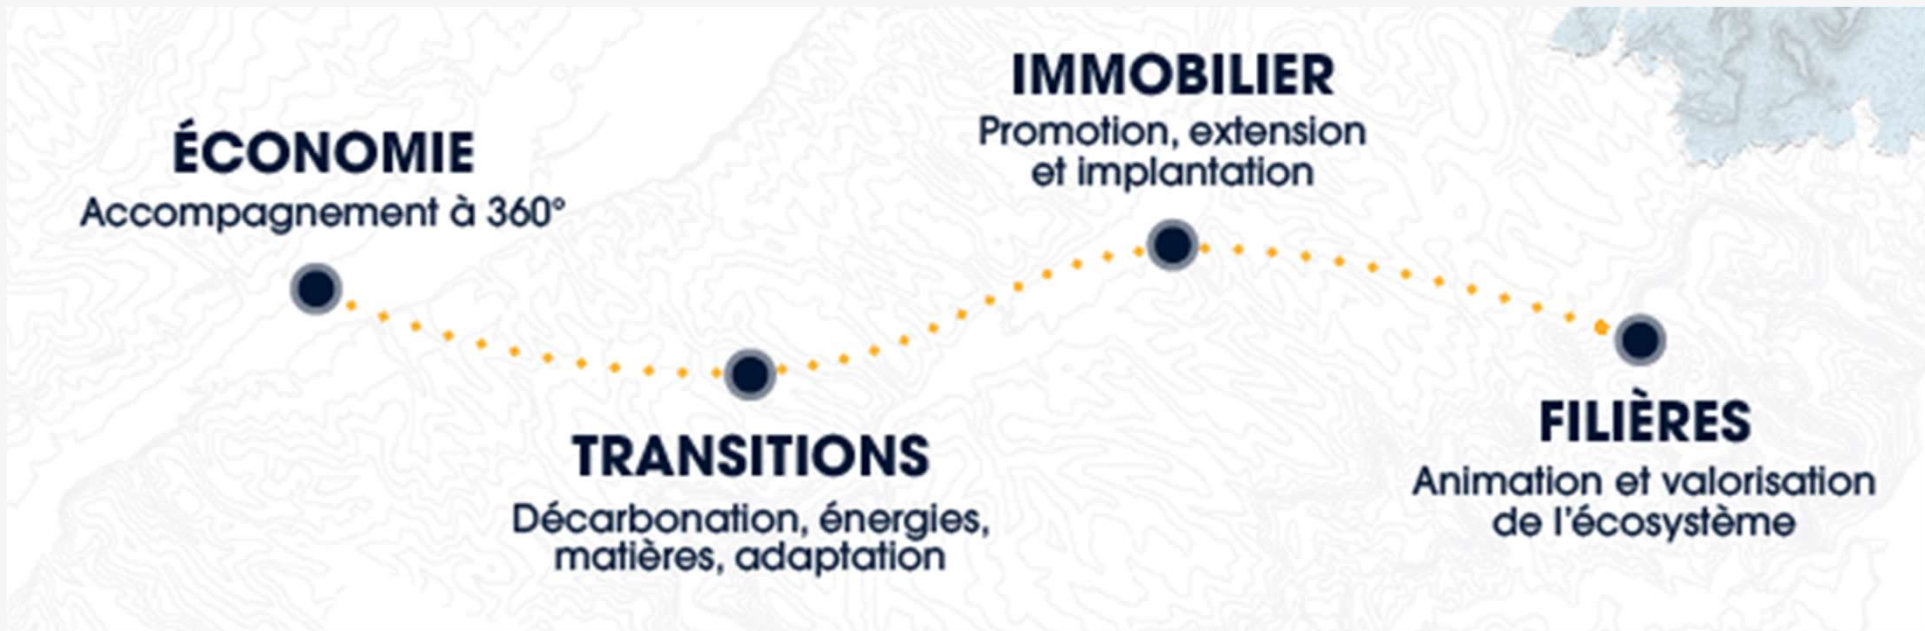 ÉCONOMIE
Accompagnement à 360°
TRANSITIONS
Décarbonation, énergies,
matières, adaptation
IMMOBILIER
Promotion, extension
et implantation
FILIÈRES
Animation et valorisation
de l'écosystème